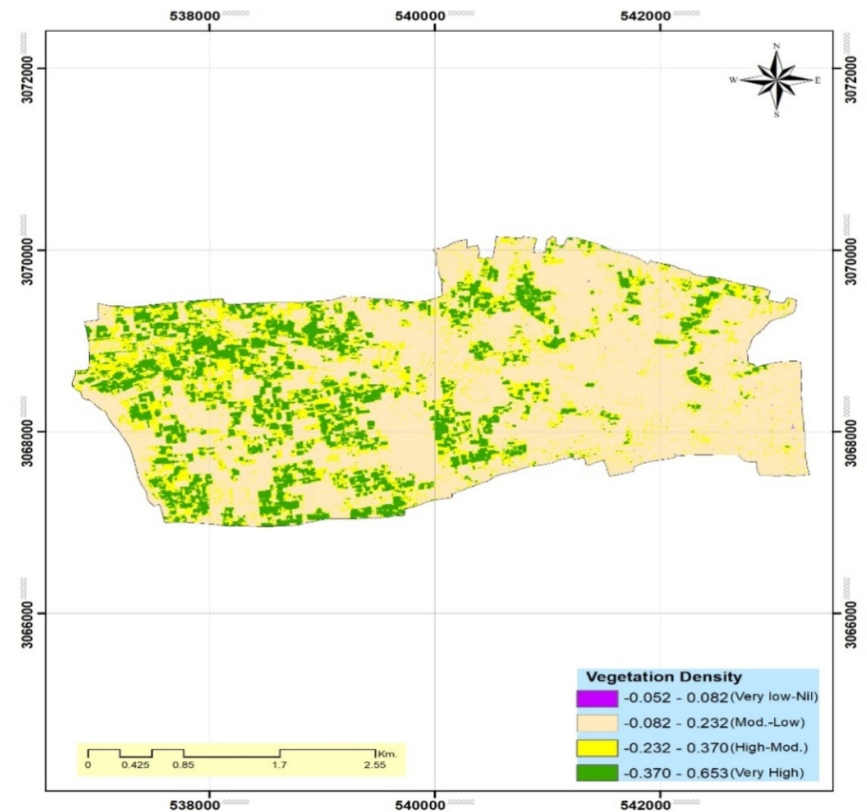 538000 540000 542000
N
W E
S
3072000 3072000
3070000 3070000
3068000 3068000
3066000 3066000
Vegetation Density
-0.052 - 0.082(Very low-Nil)
-0.082 - 0.232(Mod.-Low)
-0.232 - 0.370(High-Mod.)
-0.370 - 0.653(Very High)
Km.
0 0.425 0.85 1.7 2.55
538000 540000 542000